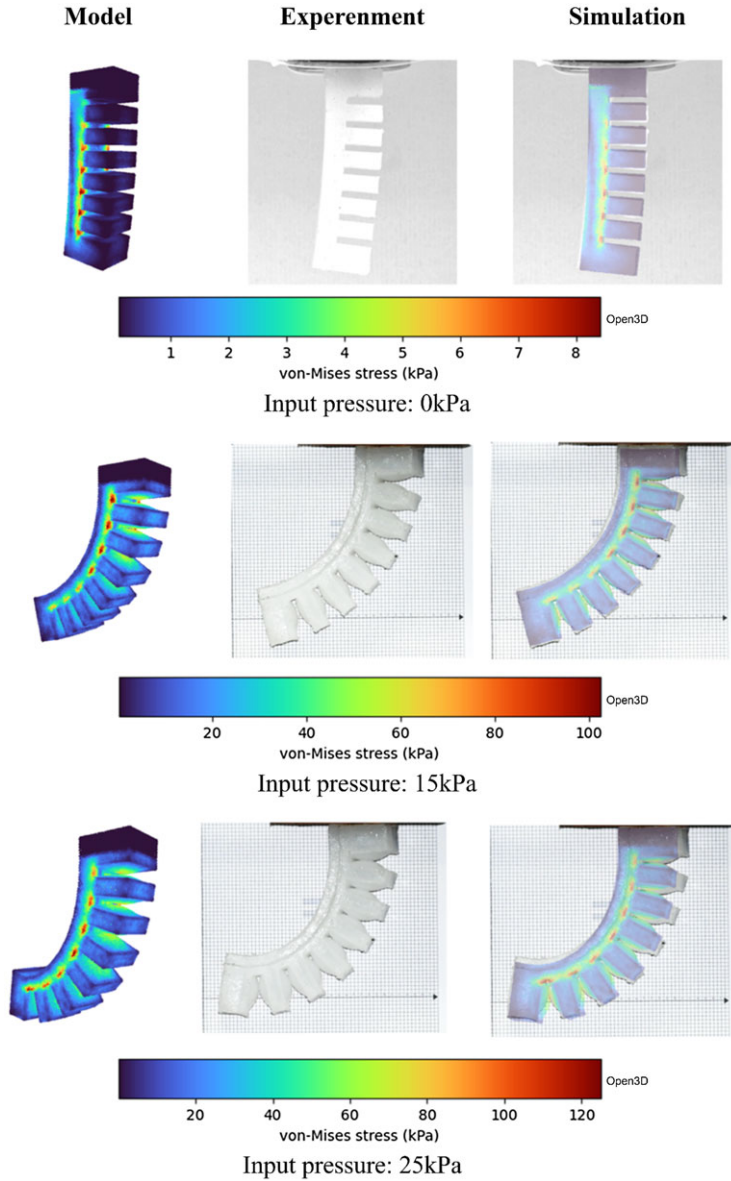 Model Experenment Simulation
Open3D
1 2 3 4 5 6 7 8
von-Mises stress (kPa)
Input pressure: 0kPa
Open3D
20 40 60 80 100
von-Mises stress (kPa)
Input pressure: 15kPa
Open3D
20 40 60 80 100 120
von-Mises stress (kPa)
Input pressure: 25kPa